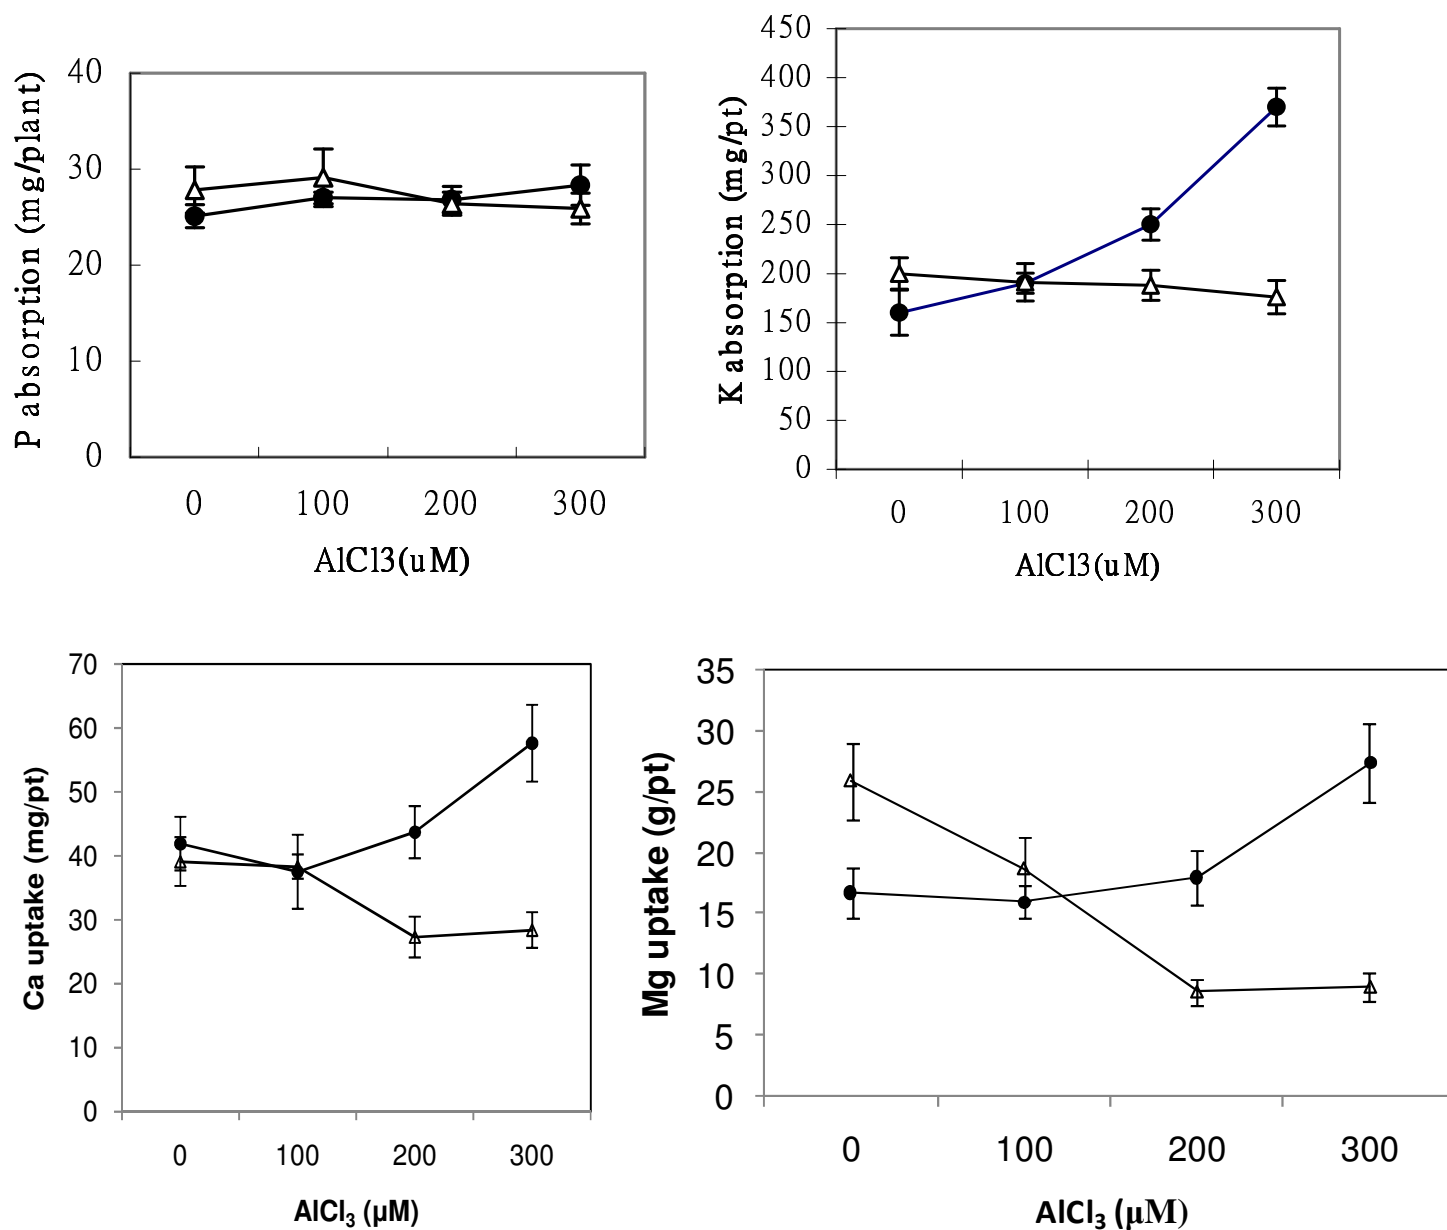 P absorption (mg/plant)
40
30
20
10
0
0 100 200 300
AlCl3(uM)
K absorption (mg/pt)
450
400
350
300
250
200
150
100
50
0
0 100 200 300
AlCl3(uM)
Ca uptake (mg/pt)
70
60
50
40
30
20
10
0
0 100 200 300
AlCl₃ (µM)
Mg uptake (g/pt)
35
30
25
20
15
10
5
0
0 100 200 300
AlCl₃ (µM)